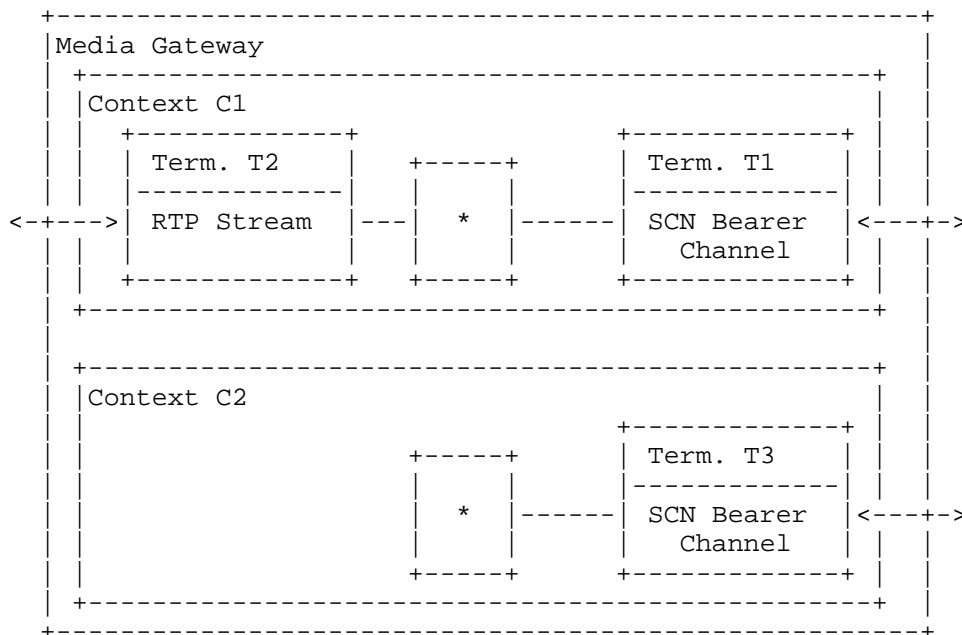 Media Gateway
Context C1
Term. T2
RTP Stream
*
Term. T1
SCN Bearer
Channel
Context C2
*
Term. T3
SCN Bearer
Channel